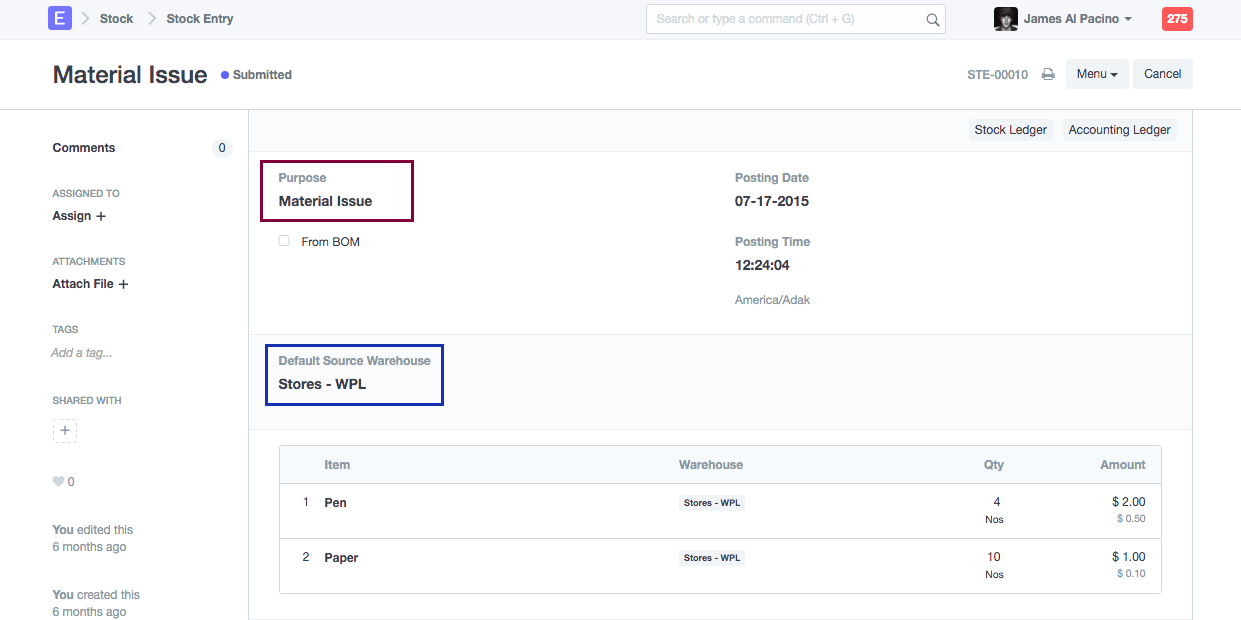 E Stock Stock Entry Search or type a command (Ctrl + G) James Al Pacino 275
Material Issue Submitted STE-00010 Menu Cancel
Comments 0
ASSIGNED TO
Assign +
ATTACHMENTS
Attach File +
TAGS
Add a tag...
SHARED WITH
+
0
You edited this
6 months ago
You created this
6 months ago
Stock Ledger Accounting Ledger
Purpose
Material Issue
From BOM
Posting Date
07-17-2015
Posting Time
12:24:04
America/Adak
Default Source Warehouse
Stores - WPL
Item Warehouse Qty Amount
1 Pen Stores - WPL 4 $ 2.00
Nos $ 0.50
2 Paper Stores - WPL 10 $ 1.00
Nos $ 0.10